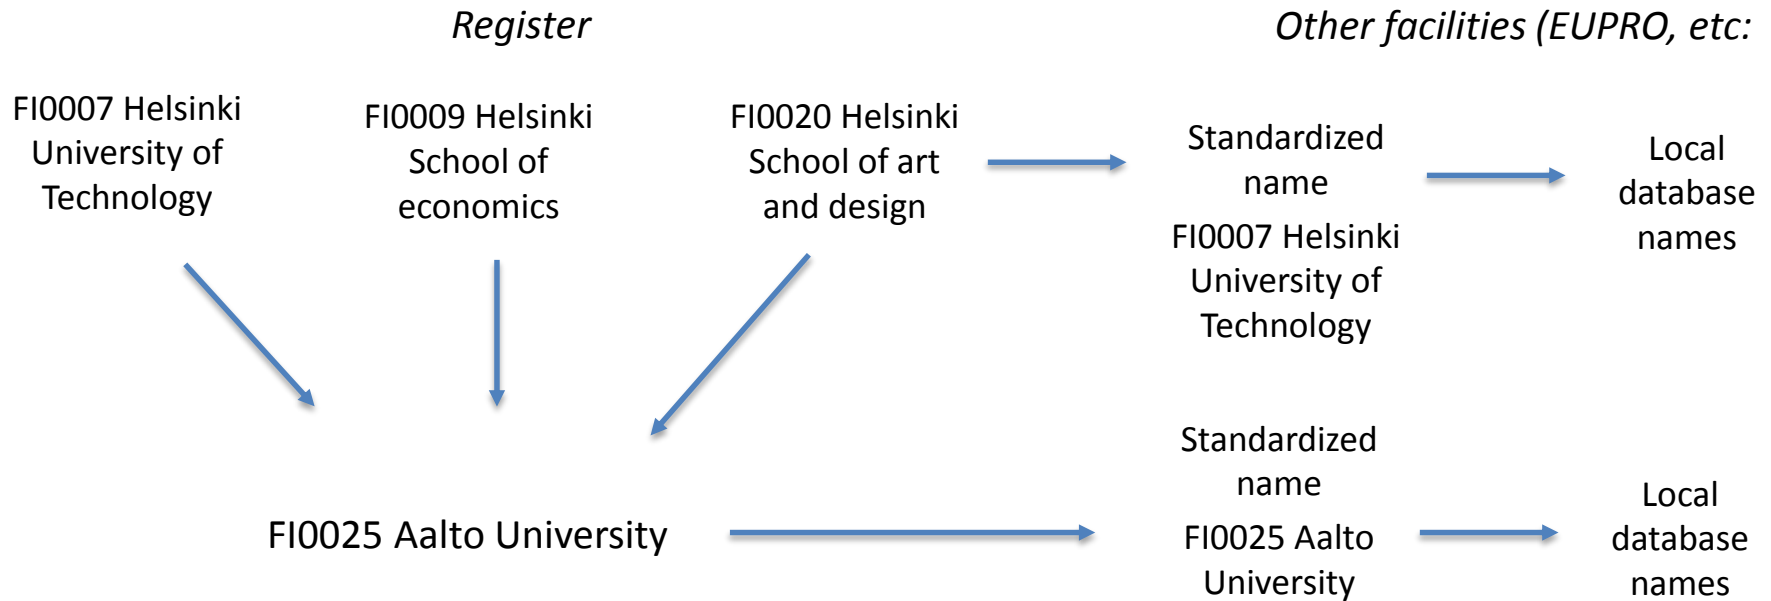 Register
Other facilities (EUPRO, etc:
FI0007 Helsinki
University of
Technology
FI0009 Helsinki
School of
economics
FI0020 Helsinki
School of art
and design
Standardized
name
FI0007 Helsinki
University of
Technology
Local
database
names
FI0025 Aalto University
Standardized
name
FI0025 Aalto
University
Local
database
names